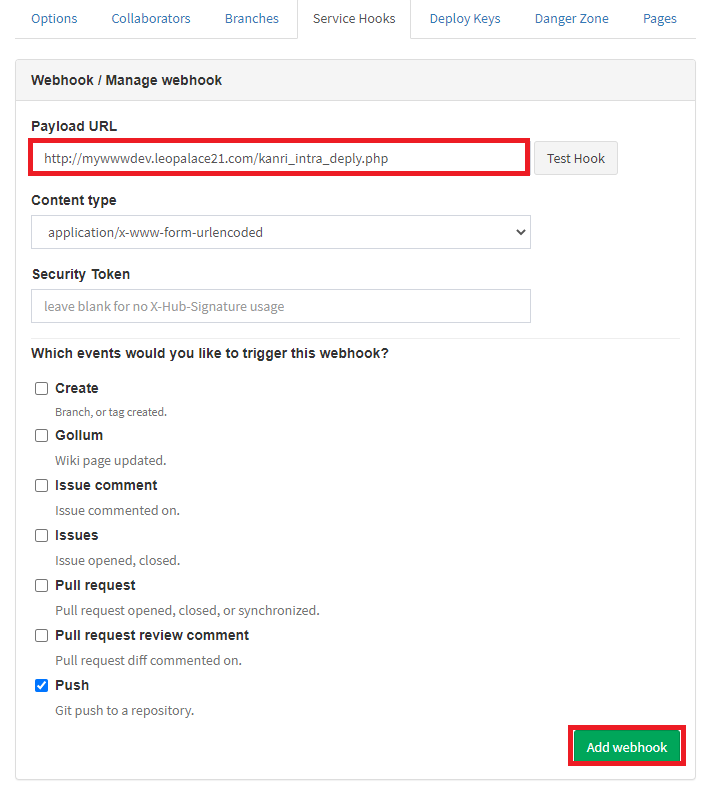 Options Collaborators Branches Service Hooks Deploy Keys Danger Zone Pages
Webhook / Manage webhook
Payload URL
http://mywwwdev.leopalace21.com/kanri_intra_deply.php Test Hook
Content type
application/x-www-form-urlencoded
Security Token
leave blank for no X-Hub-Signature usage
Which events would you like to trigger this webhook?
Create
Branch, or tag created.
Gollum
Wiki page updated.
Issue comment
Issue commented on.
Issues
Issue opened, closed.
Pull request
Pull request opened, closed, or synchronized.
Pull request review comment
Pull request diff commented on.
Push
Git push to a repository.
Add webhook